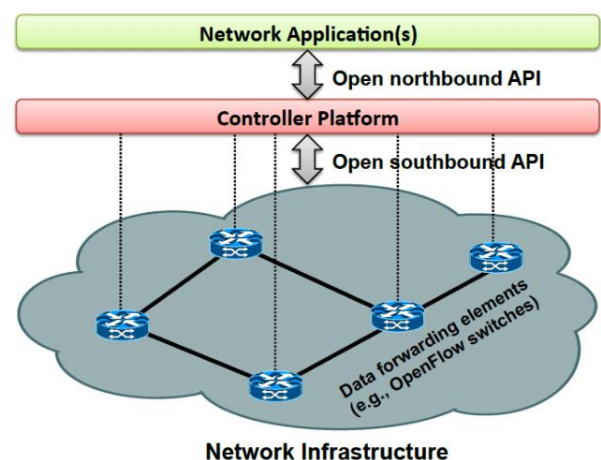 Network Application(s)
Open northbound API
Controller Platform
Open southbound API
Data forwarding elements
(e.g., OpenFlow switches)
Network Infrastructure